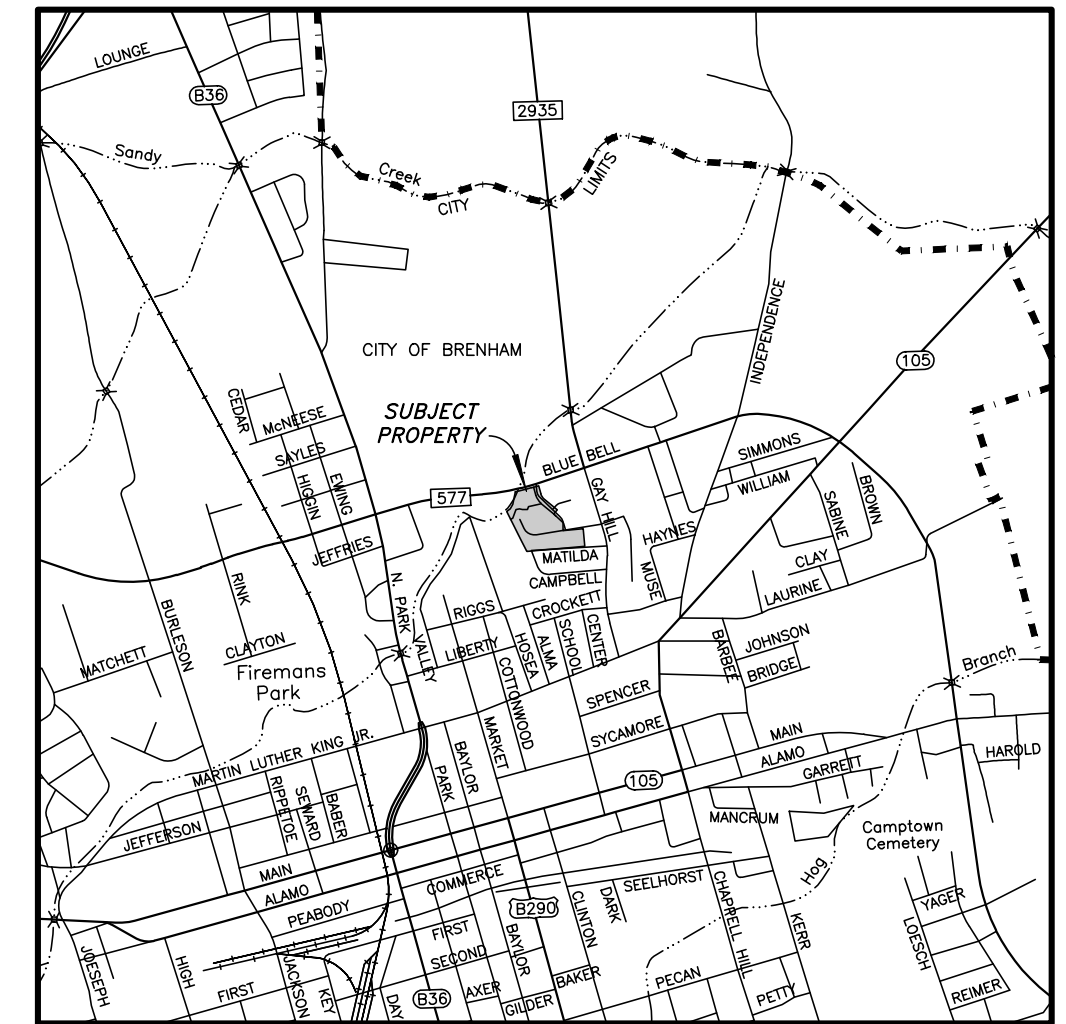 LOUNGE
B36
2935
Sandy
Creek
CITY
LIMITS
INDEPENDENCE
105
CITY OF BRENHAM
CEDAR
McNEESE
SUBJECT
PROPERTY
SAYLES
HIGGIN
EWING
BLUE BELL
SIMMONS
WILLIAM
577
GAY HILL
SABINE
BROWN
JEFFRIES
HAYNES
MATILDA
CAMPBELL
MUSE
CLAY
LAURINE
RINK
N. PARK
BURLESON
RIGGS
CROCKETT
VALLEY
LIBERTY
HOSEA
ALMA
SCHOOL
CENTER
BARBEE
JOHNSON
BRIDGE
Branch
MATCHETT
CLAYTON
Firemans
Park
COTTONWOOD
SPENCER
SYCAMORE
MARKET
MAIN
ALAMO
GARRETT
HAROLD
MARTIN LUTHER KING JR.
BAYLOR
PARK
105
RIPPETOE
SEWARD
BABER
MANCRUM
Camptown
Cemetery
JEFFERSON
MAIN
ALAMO
COMMERCE
SEELHORST
Hog
PEABODY
B290
CLINTON
DARK
CHAPPELL HILL
KERR
YAGER
LOESCH
FIRST
SECOND
BAYLOR
JOESEPH
HIGH
JACKSON
KEY
FIRST
DAY
B36
AXER
GILDER
BAKER
PECAN
PETTY
REIMER